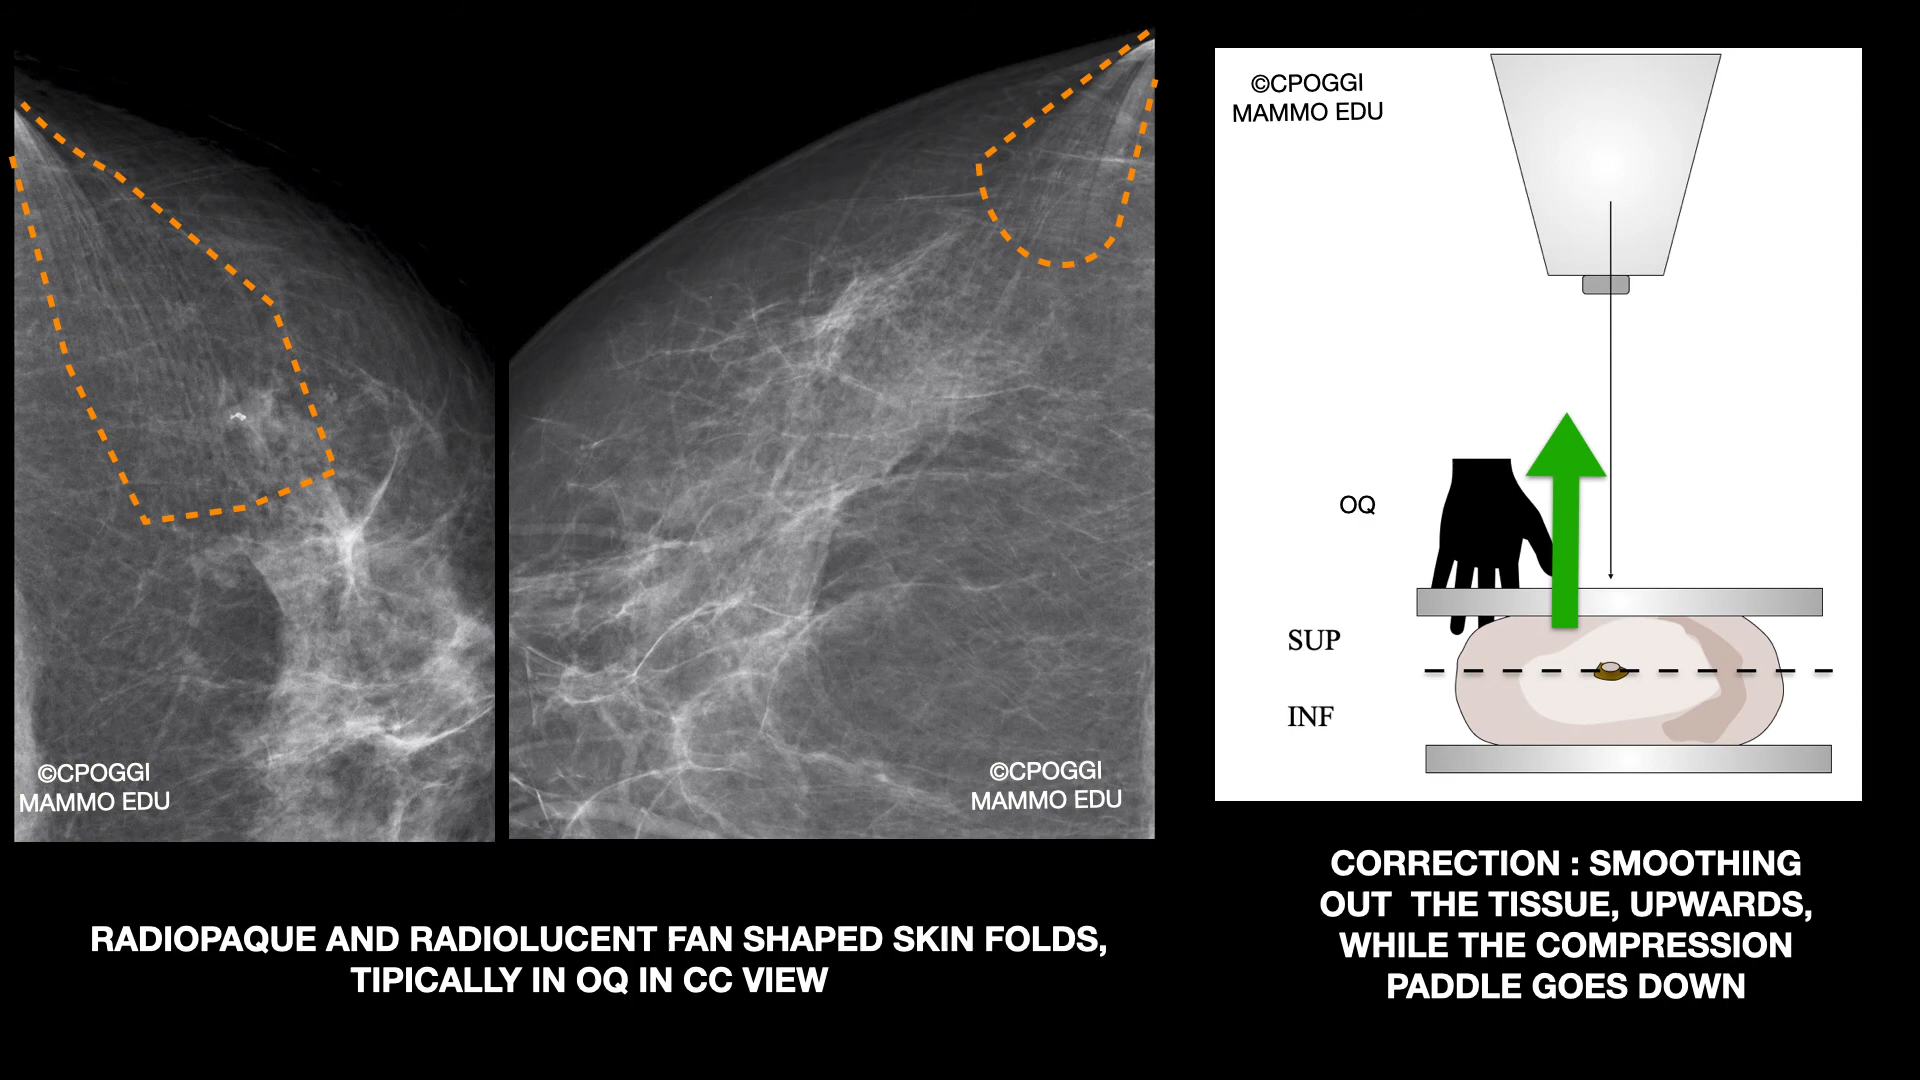 ©CPOGGI
MAMMO EDU
©CPOGGI
MAMMO EDU
RADIOPAQUE AND RADIOLUCENT FAN SHAPED SKIN FOLDS,
TIPICALLY IN OQ IN CC VIEW
©CPOGGI
MAMMO EDU
OQ
SUP
INF
CORRECTION : SMOOTHING
OUT THE TISSUE, UPWARDS,
WHILE THE COMPRESSION
PADDLE GOES DOWN